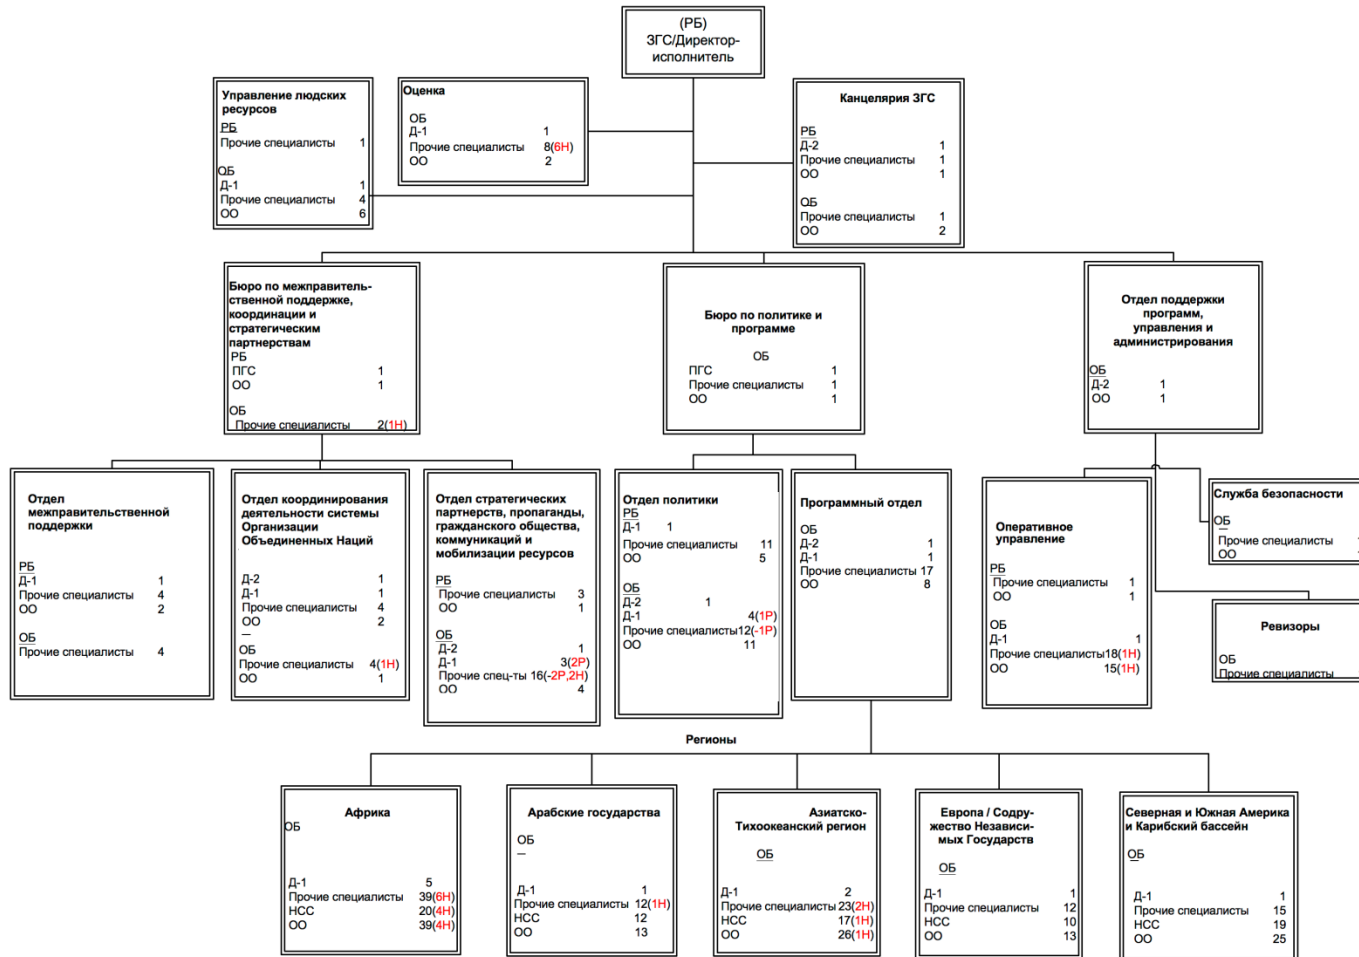 (РБ)
ЗГС/Директор-
исполнитель
Управление людских
ресурсов
РБ
Прочие специалисты 1
ОБ
Д-1 1
Прочие специалисты 4
ОО 6
Оценка
ОБ
Д-1 1
Прочие специалисты 8(6Н)
ОО 2
Канцелярия ЗГС
РБ
Д-2 1
Прочие специалисты 1
ОО 1
ОБ
Прочие специалисты 1
ОО 2
Бюро по межправитель-
ственной поддержке,
координации и
стратегическим
партнерствам
РБ
ПГС 1
ОО 1
ОБ
Прочие специалисты 2(1Н)
Бюро по политике и
программе
ОБ
ПГС 1
Прочие специалисты 1
ОО 1
Отдел поддержки
программ,
управления и
администрирования
ОБ
Д-2 1
ОО 1
Отдел
межправительственной
поддержки
РБ
Д-1 1
Прочие специалисты 4
ОО 2
ОБ
Прочие специалисты 4
Отдел координирования
деятельности системы
Организации
Объединенных Наций
Д-2 1
Д-1 1
Прочие специалисты 4
ОО 2
ОБ
Прочие специалисты 4(1Н)
ОО 1
Отдел стратегических
партнерств, пропаганды,
гражданского общества,
коммуникаций и
мобилизации ресурсов
РБ
Прочие специалисты 3
ОО 1
ОБ
Д-2 1
Д-1 3(2Р)
Прочие спец-ты 16(-2Р,2Н)
ОО 4
Отдел политики
РБ
Д-1 1
Прочие специалисты 11
ОО 5
ОБ
Д-2 1
Д-1 4(1Р)
Прочие специалисты12(-1Р)
ОО 11
Программный отдел
ОБ
Д-2 1
Д-1 1
Прочие специалисты 17
ОО 8
Оперативное
управление
РБ
Прочие специалисты 1
ОО 1
ОБ
Д-1 1
Прочие специалисты18(1Н)
ОО 15(1Н)
Служба безопасности
ОБ
Прочие специалисты
ОО
Ревизоры
ОБ
Прочие специалисты
Регионы
Африка
ОБ
Д-1 5
Прочие специалисты 39(6Н)
НСС 20(4Н)
ОО 39(4Н)
Арабские государства
ОБ
Д-1 1
Прочие специалисты 12(1Н)
НСС 12
ОО 13
Азиатско-
Тихоокеанский регион
ОБ
Д-1 2
Прочие специалисты 23(2Н)
НСС 17(1Н)
ОО 26(1Н)
Европа / Содру-
жество Независи-
мых Государств
ОБ
Д-1 1
Прочие специалисты 12
НСС 10
ОО 13
Северная и Южная Америка
и Карибский бассейн
ОБ
Д-1 1
Прочие специалисты 15
НСС 19
ОО 25